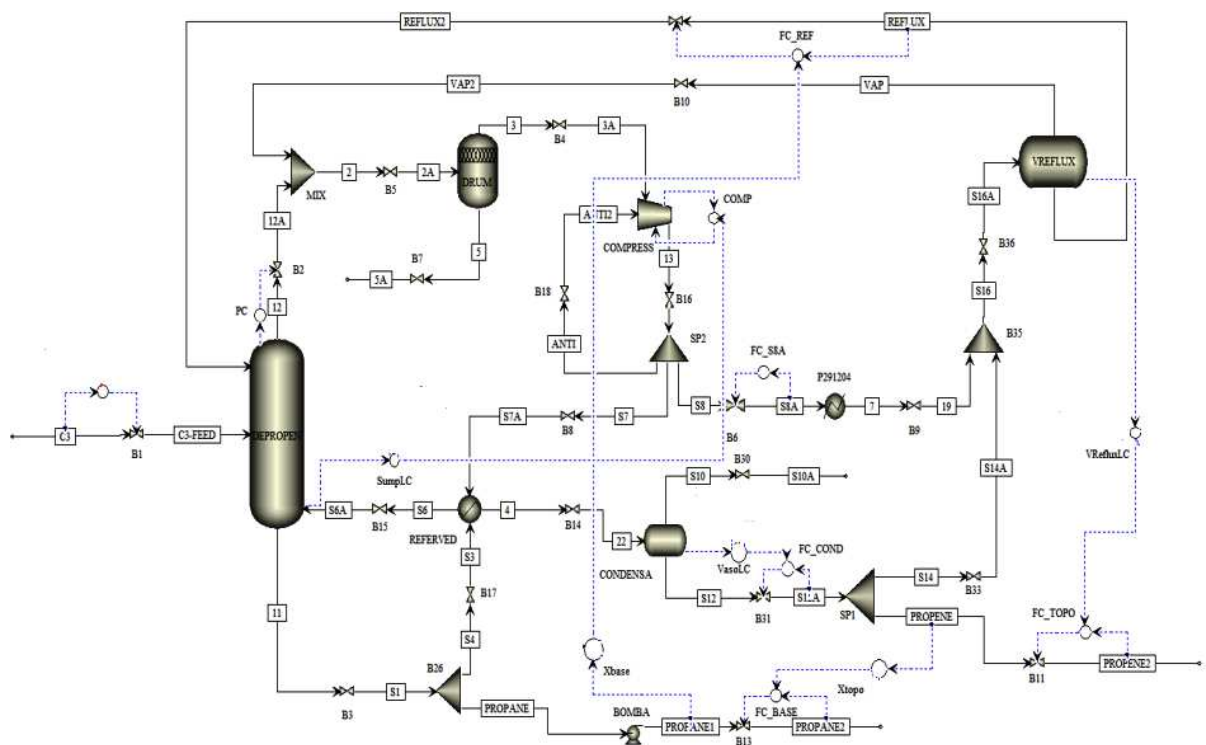 REFLUX2
REFLUX
FC_REF
VAP2
VAP
B10
3
B4
3A
MIX
2
B5
2A
DRUM
VREFLUX
12A
ANTI2
COMP
COMPRESS
S16A
B2
5
B7
5A
13
B36
B18
B16
PC
12
ANTI
SP2
S16
B35
FC_S8A
P291204
S7A
B8
S7
S8
S8A
7
B9
19
B6
C3
B1
C3-FEED
DEPROPEN
SumpLC
S10
B30
S10A
S14A
VRefluxLC
S6A
B15
S6
4
B14
REFERVED
22
CONDENSA
VasoLC
FC_COND
S3
B17
S12
B31
S12A
SP1
S14
B33
11
S4
PROPENE
FC_TOPO
B26
Xbase
Xtopo
B3
S1
PROPANE
BOMBA
PROPANE1
B13
FC_BASE
PROPANE2
B11
PROPENE2